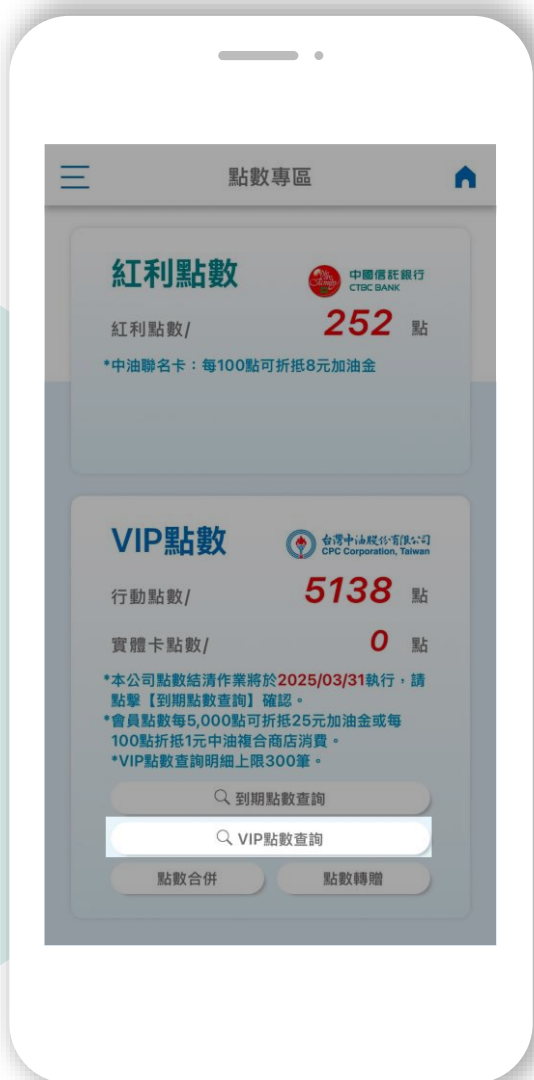 點數專區
紅利點數
中國信託銀行
CTBC BANK
紅利點數/ 252 點
*中油聯名卡：每100點可折抵8元加油金
VIP點數
台灣中油股份有限公司
CPC Corporation, Taiwan
行動點數/ 5138 點
實體卡點數/ 0 點
*本公司點數結清作業將於2025/03/31執行，請
點擊【到期點數查詢】確認。
*會員點數每5,000點可折抵25元加油金或每
100點折抵1元中油複合商店消費。
*VIP點數查詢明細上限300筆。
到期點數查詢
VIP點數查詢
點數合併 點數轉贈